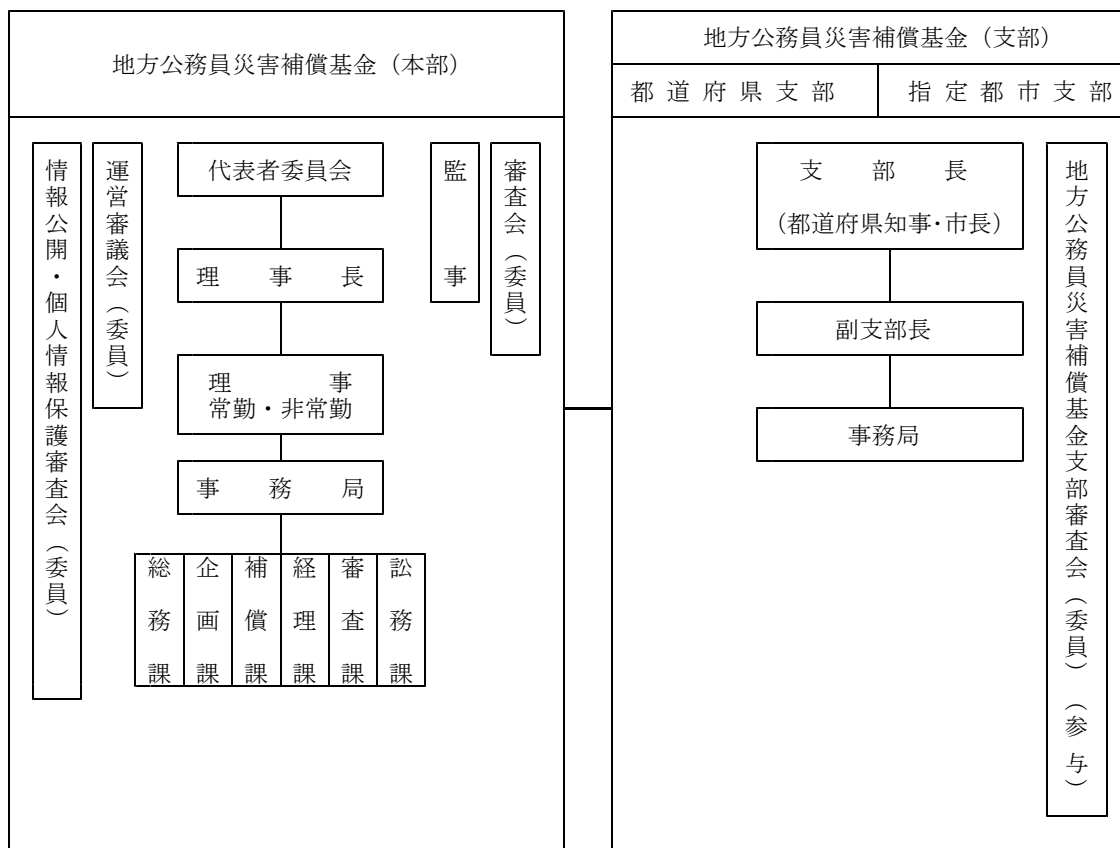 地方公務員災害補償基金（本部）
情報公開・個人情報保護審査会（委員）
運営審議会（委員）
代表者委員会
理事長
理事
常勤・非常勤
事務局
総務課
企画課
補償課
経理課
審査課
訟務課
監事
審査会（委員）
地方公務員災害補償基金（支部）
都道府県支部
指定都市支部
支部長
（都道府県知事・市長）
副支部長
事務局
地方公務員災害補償基金支部審査会（委員）（参与）